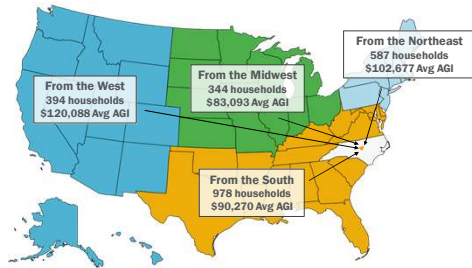 From the Northeast
587 households
$102,677 Avg AGI
From the Midwest
344 households
$83,093 Avg AGI
From the West
394 households
$120,088 Avg AGI
From the South
978 households
$90,270 Avg AGI